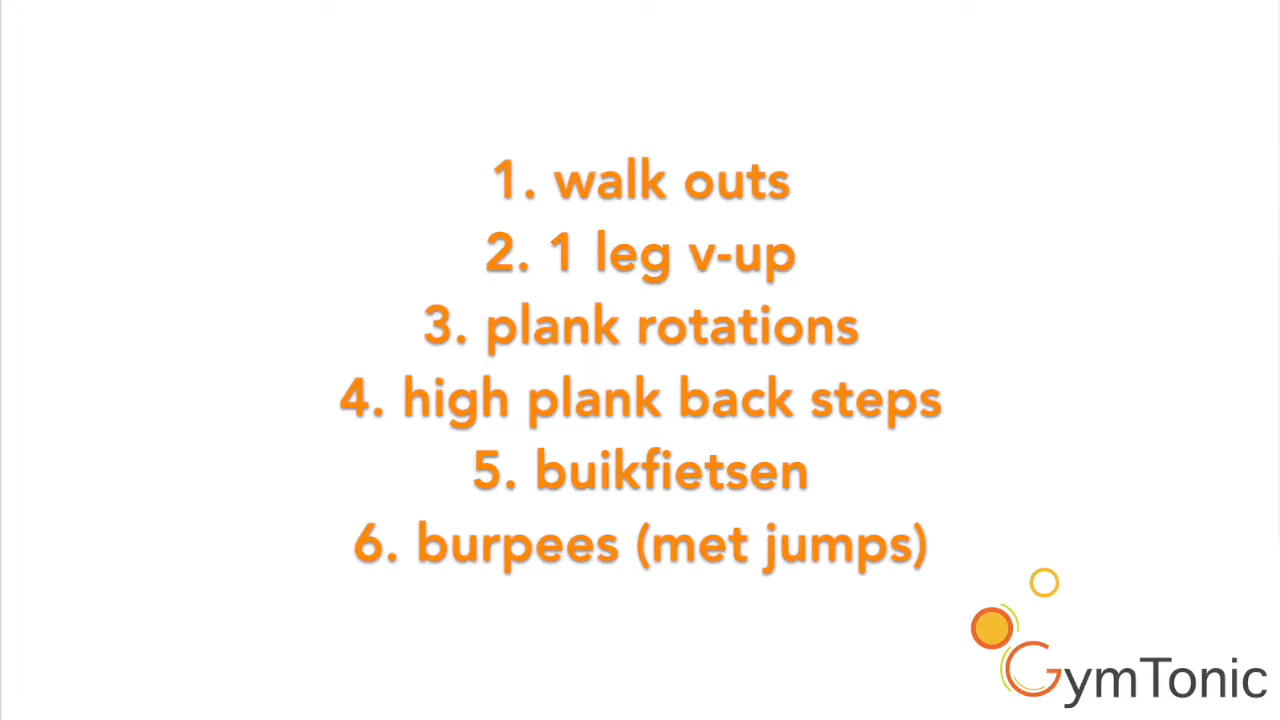 1. walk outs
2. 1 leg v-up
3. plank rotations
4. high plank back steps
5. buikfietsen
6. burpees (met jumps)
GymTonic